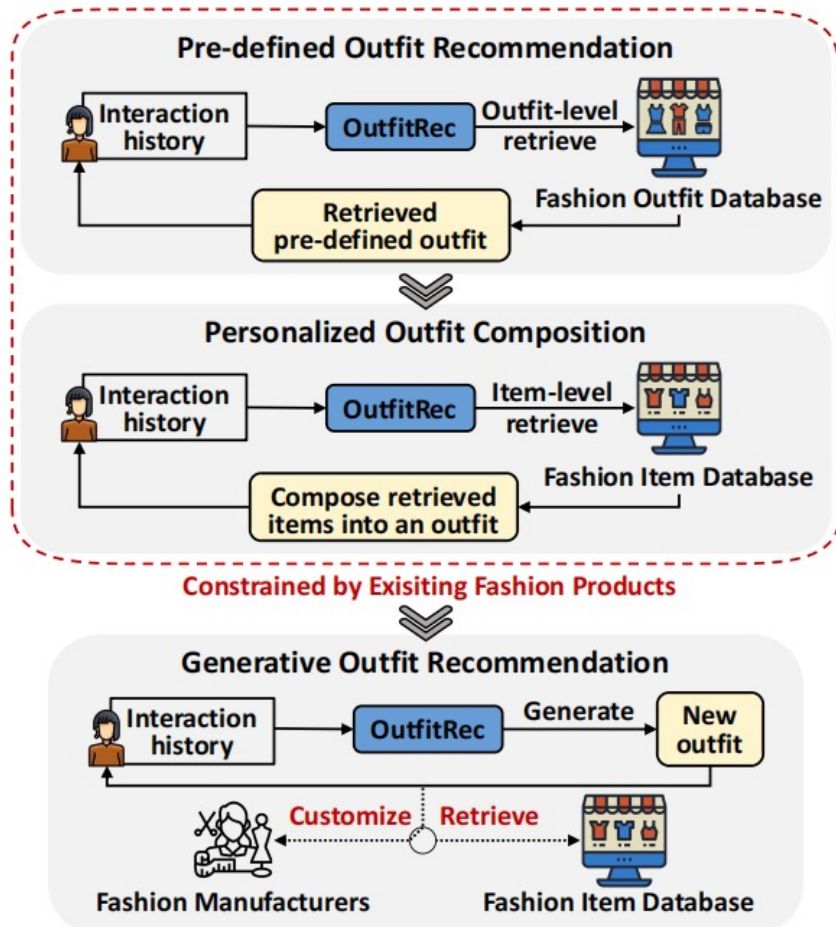 Pre-defined Outfit Recommendation
Interaction
history
OutfitRec
Outfit-level
retrieve
Fashion Outfit Database
Retrieved
pre-defined outfit
Personalized Outfit Composition
Interaction
history
OutfitRec
Item-level
retrieve
Fashion Item Database
Compose retrieved
items into an outfit
Constrained by Exisiting Fashion Products
Generative Outfit Recommendation
Interaction
history
OutfitRec
Generate
New
outfit
Customize
Retrieve
Fashion Manufacturers
Fashion Item Database